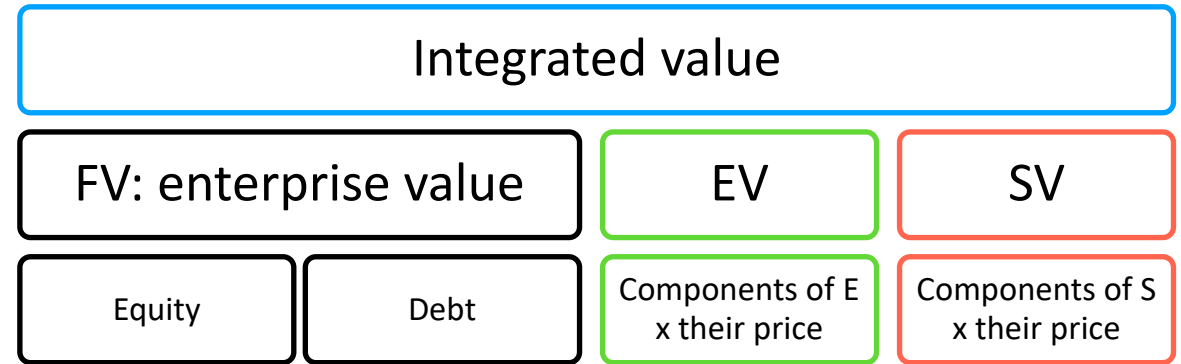 Integrated value
FV: enterprise value
EV
SV
Equity
Debt
Components of E
x their price
Components of S
x their price